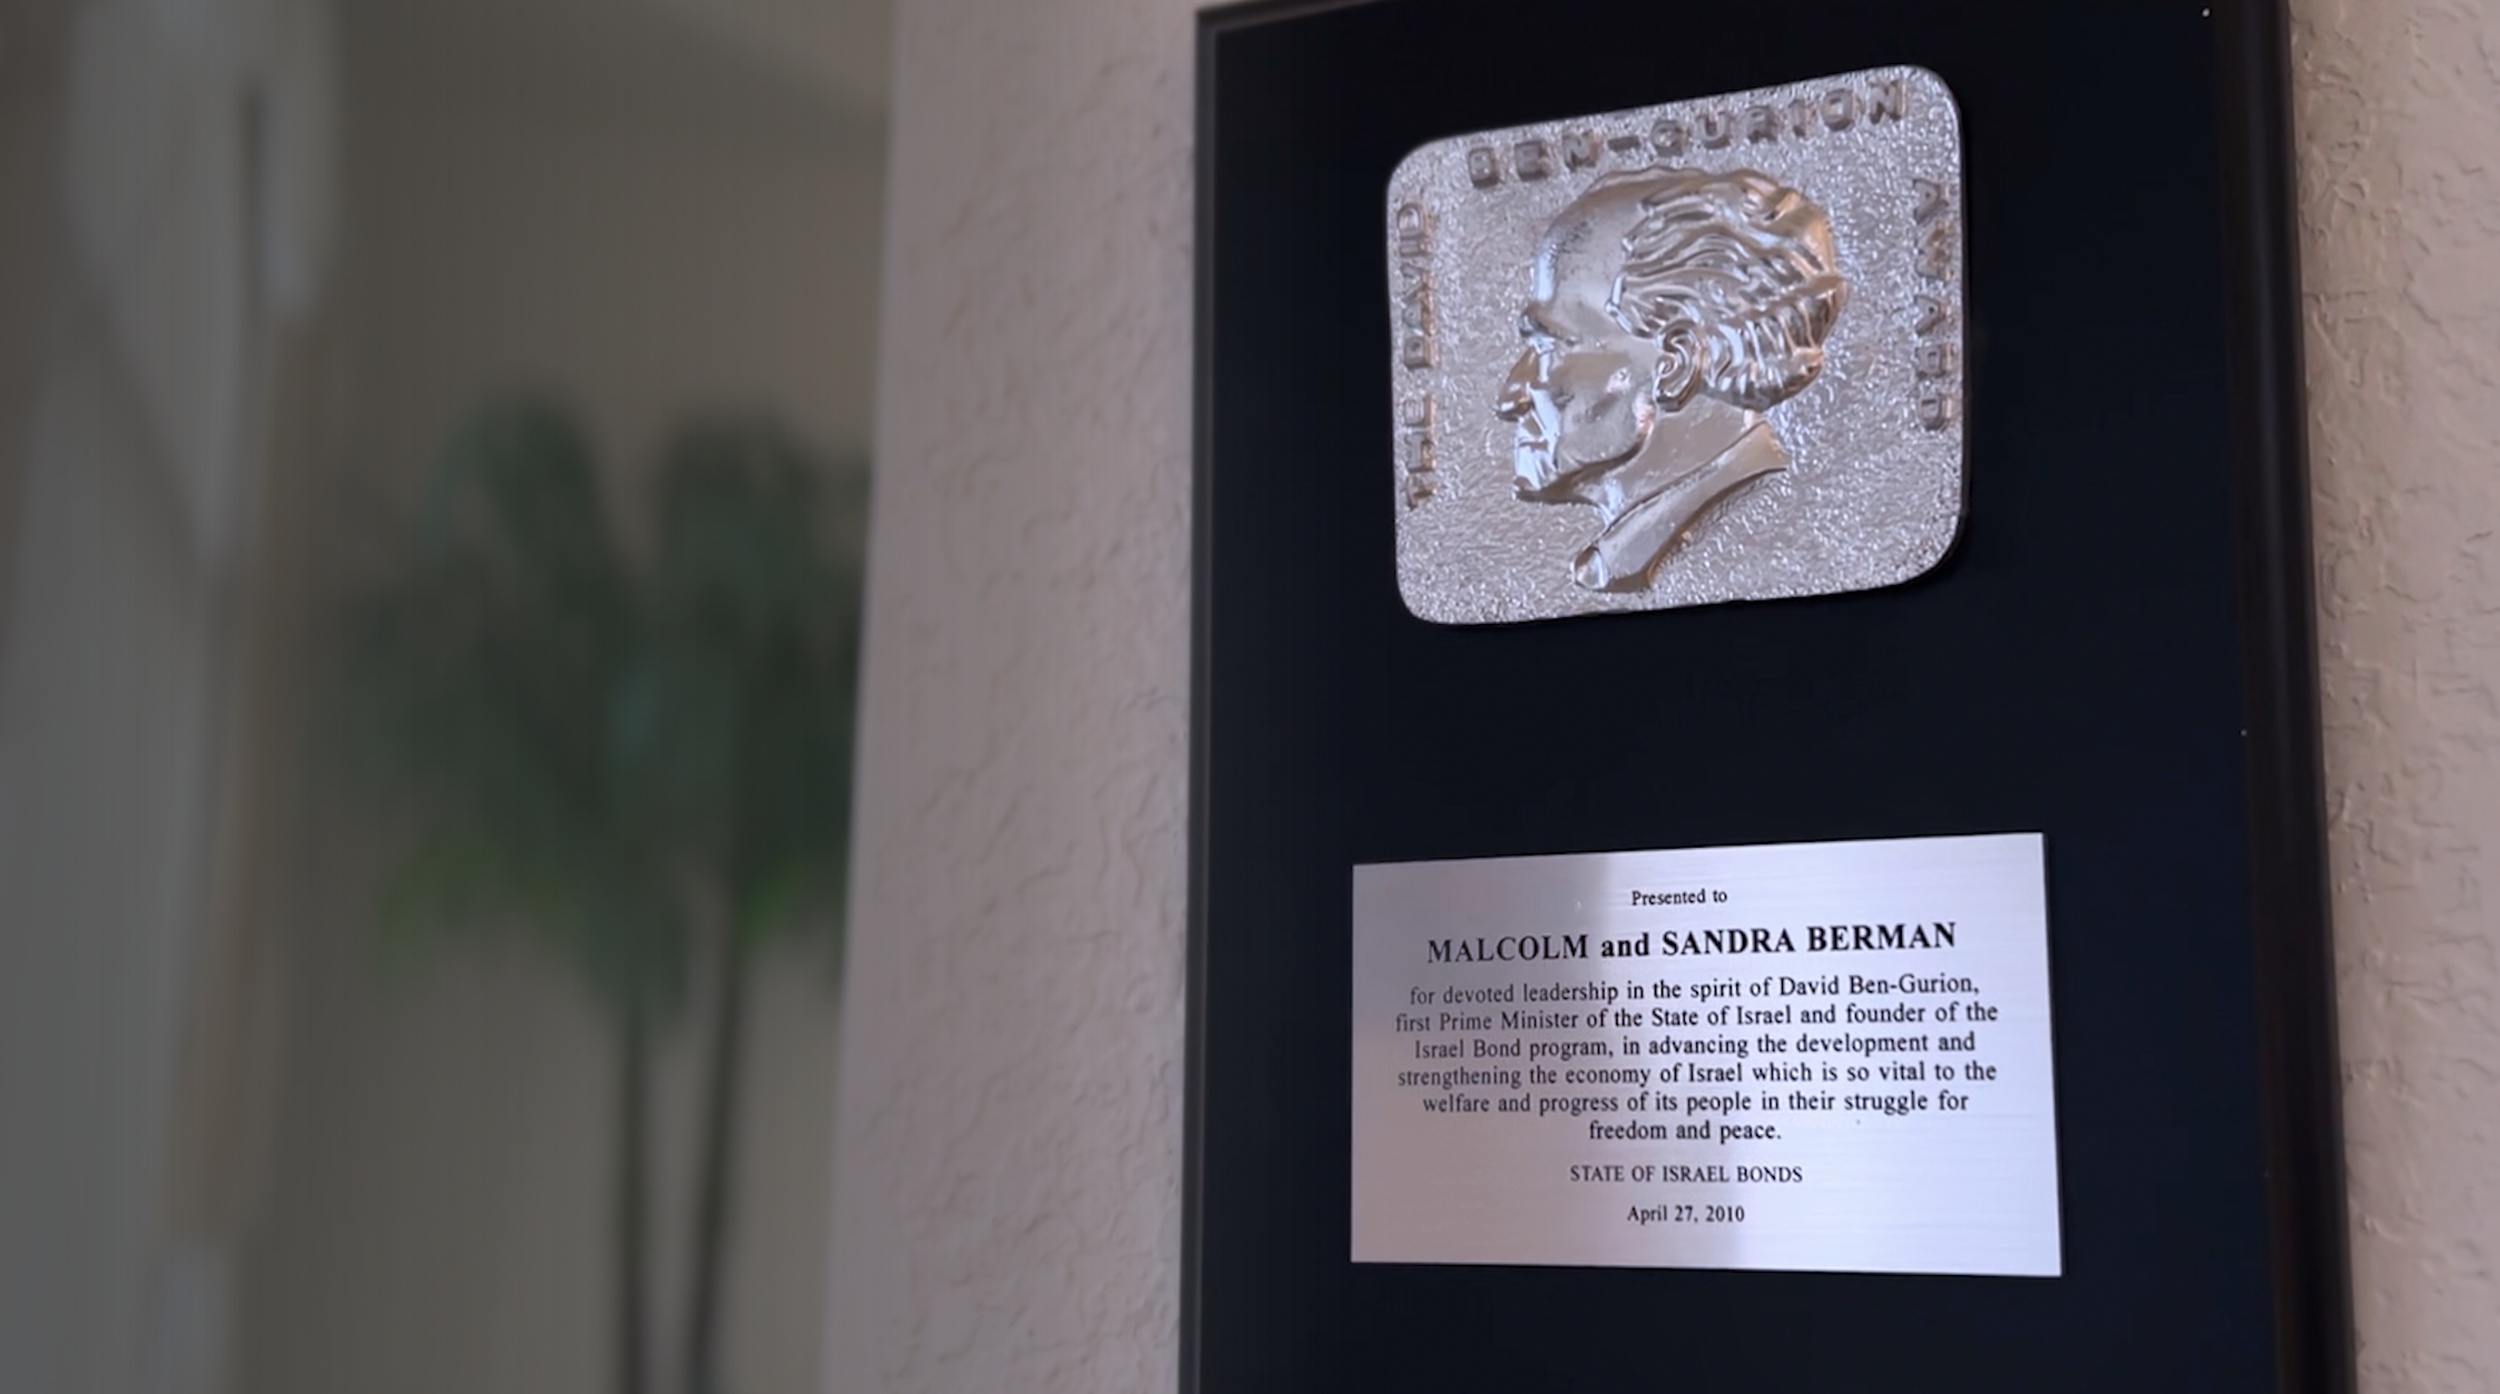 THE DAVID
BEN-GURION
AWARD
Presented to
MALCOLM and SANDRA BERMAN
for devoted leadership in the spirit of David Ben-Gurion,
first Prime Minister of the State of Israel and founder of the
Israel Bond program, in advancing the development and
strengthening the economy of Israel which is so vital to the
welfare and progress of its people in their struggle for
freedom and peace.
STATE OF ISRAEL BONDS
April 27, 2010